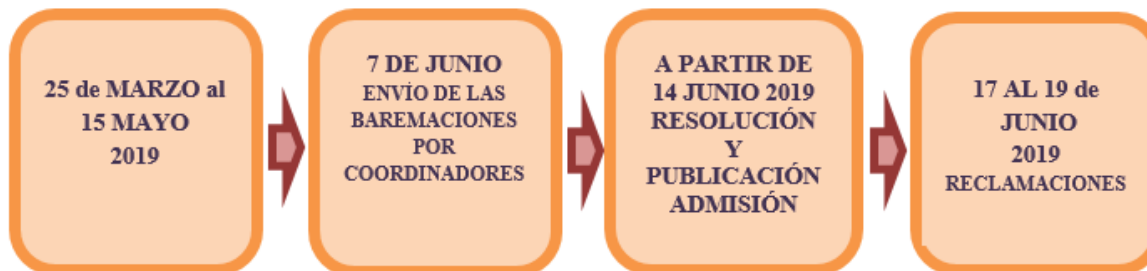 25 de MARZO al
15 MAYO
2019
7 DE JUNIO
ENVÍO DE LAS
BAREMACIONES
POR
COORDINADORES
A PARTIR DE
14 JUNIO 2019
RESOLUCIÓN
Y
PUBLICACIÓN
ADMISIÓN
17 AL 19 de
JUNIO
2019
RECLAMACIONES